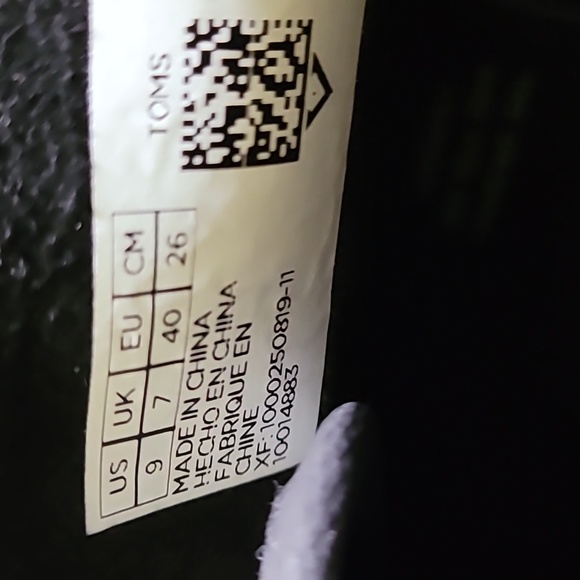 TOMS
US UK EU CM
9 7 40 26
MADE IN CHINA
HECHO EN CHINA
FABRIQUE EN
CHINE
XF:1000250819-11
10014883